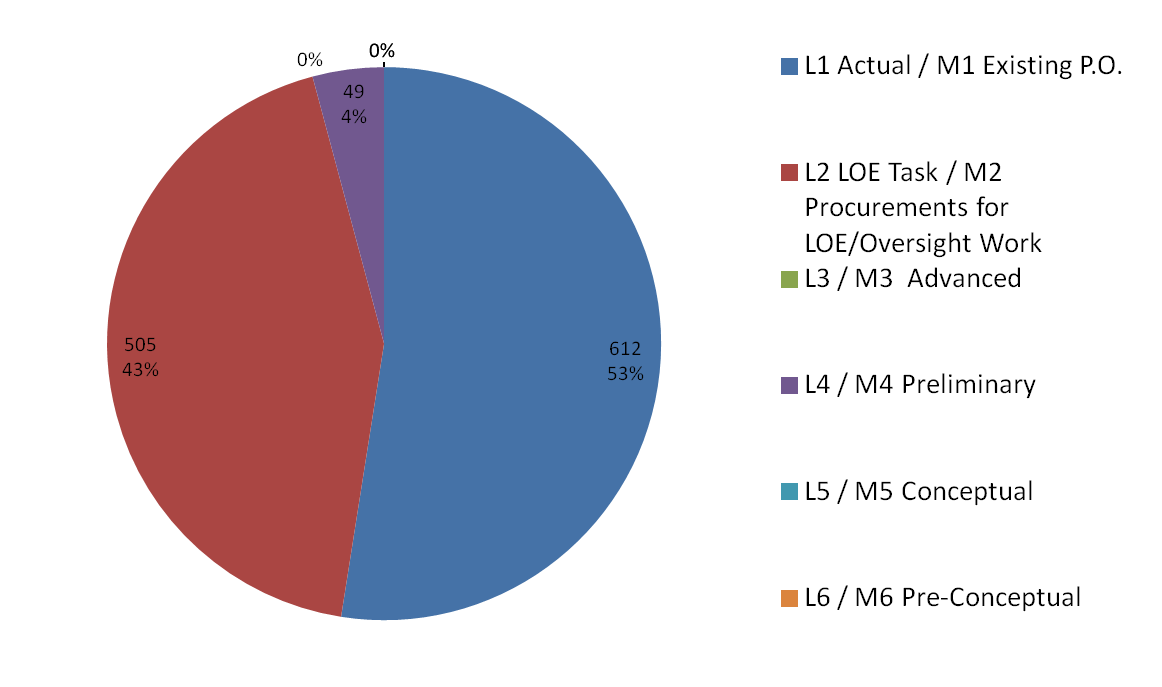 0%
0%
49
4%
505
43%
612
53%
L1 Actual / M1 Existing P.O.
L2 LOE Task / M2
Procurements for
LOE/Oversight Work
L3 / M3  Advanced
L4 / M4 Preliminary
L5 / M5 Conceptual
L6 / M6 Pre-Conceptual